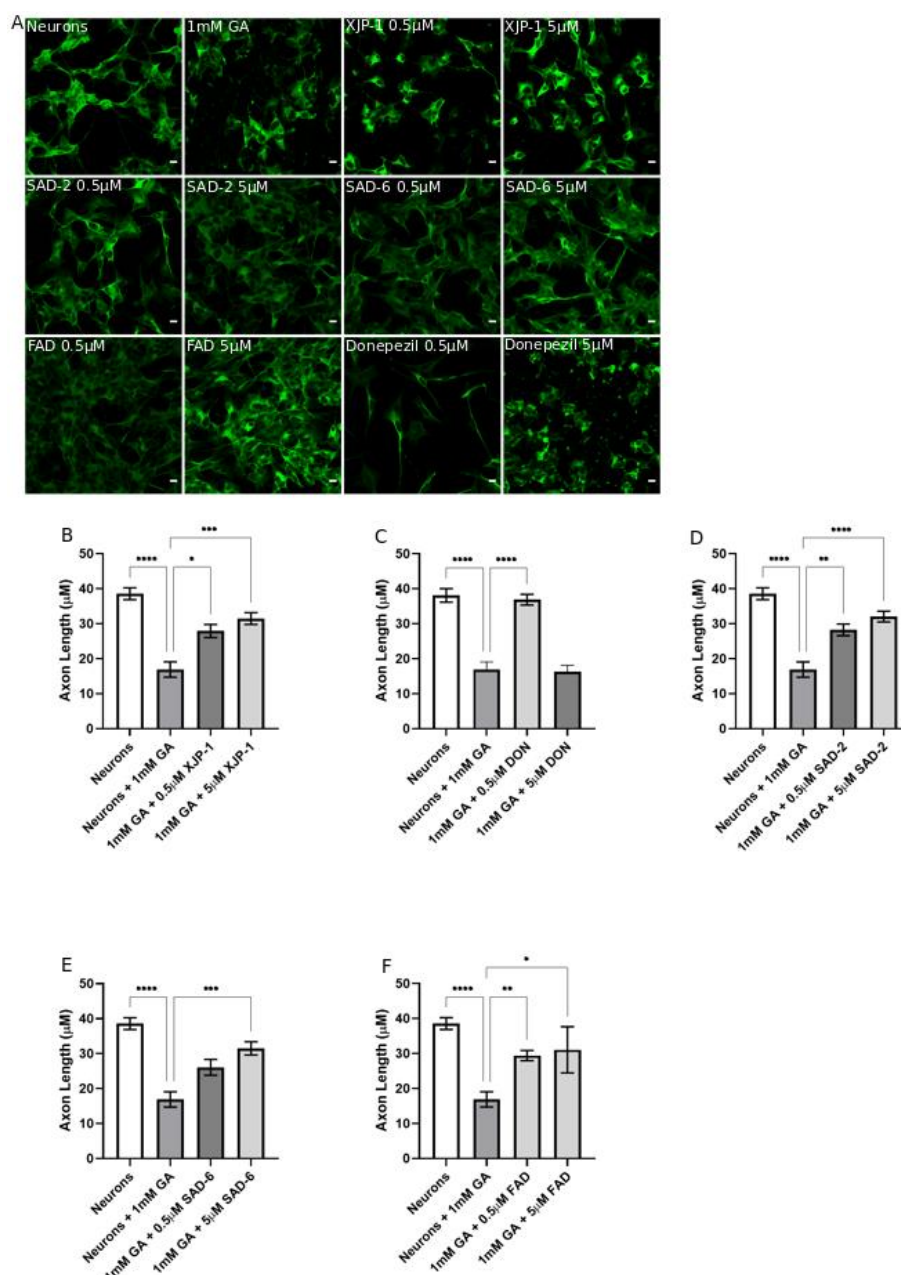 A
Neurons
1mM GA
XJP-1 0.5µM
XJP-1 5µM
SAD-2 0.5µM
SAD-2 5µM
SAD-6 0.5µM
SAD-6 5µM
FAD 0.5µM
FAD 5µM
Donepezil 0.5µM
Donepezil 5µM
B
****
*
***
Axon Length (µM)
50
40
30
20
10
0
Neurons
Neurons + 1mM GA
1mM GA + 0.5µM XJP-1
1mM GA + 5µM XJP-1
C
****
****
Axon Length (µM)
50
40
30
20
10
0
Neurons
Neurons + 1mM GA
1mM GA + 0.5µM DON
1mM GA + 5µM DON
D
****
**
****
Axon Length (µM)
50
40
30
20
10
0
Neurons
Neurons + 1mM GA
1mM GA + 0.5µM SAD-2
1mM GA + 5µM SAD-2
E
****
***
Axon Length (µM)
50
40
30
20
10
0
Neurons
Neurons + 1mM GA
1mM GA + 0.5µM SAD-6
1mM GA + 5µM SAD-6
F
****
**
*
Axon Length (µM)
50
40
30
20
10
0
Neurons
Neurons + 1mM GA
1mM GA + 0.5µM FAD
1mM GA + 5µM FAD